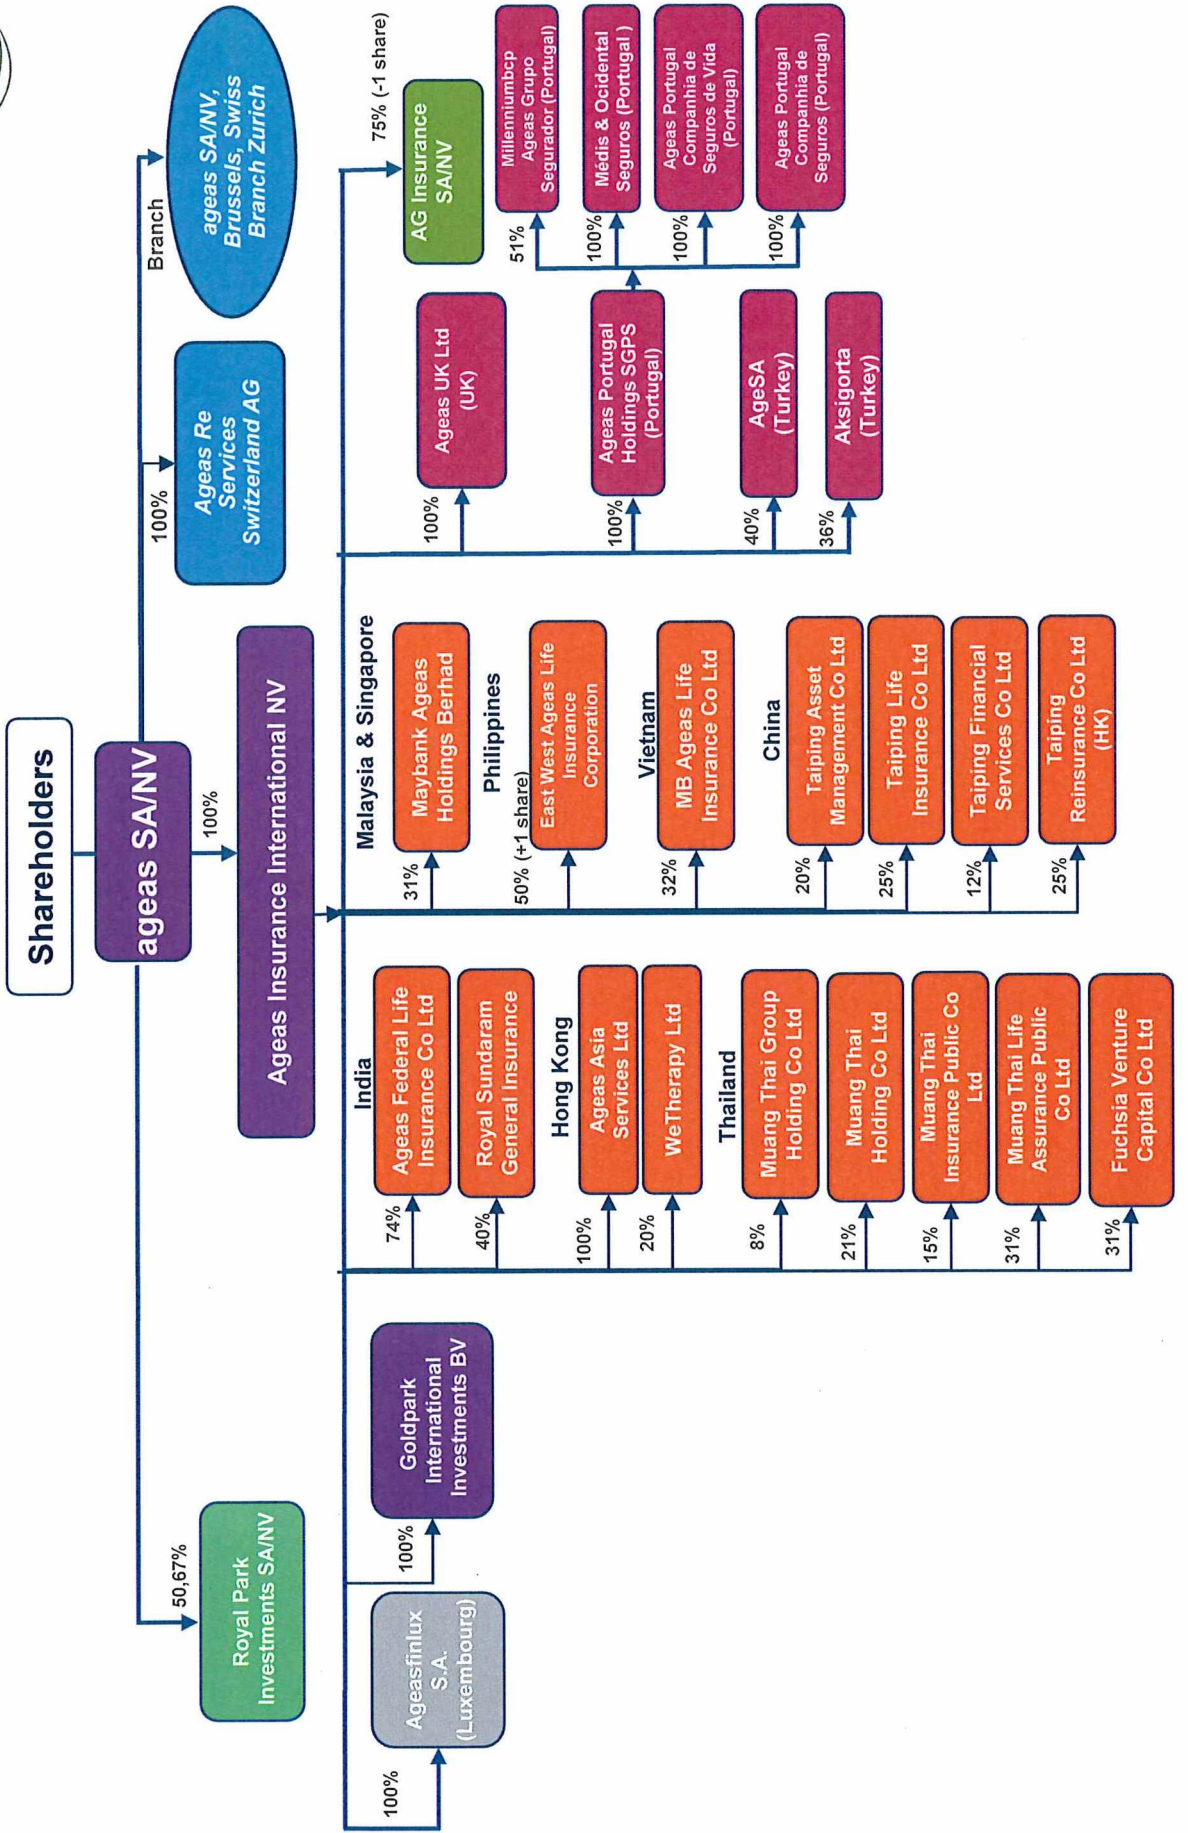 Shareholders
ageas SA/NV
50,67%
Royal Park
Investments SA/NV
100%
Ageas Insurance International NV
100%
Ageas Re
Services
Switzerland AG
Branch
ageas SA/NV,
Brussels, Swiss
Branch Zurich
100%
Ageasfinlux
S.A.
(Luxembourg)
100%
Goldpark
International
Investments BV
India
74%
Ageas Federal Life
Insurance Co Ltd
40%
Royal Sundaram
General Insurance
Hong Kong
100%
Ageas Asia
Services Ltd
20%
WeTherapy Ltd
Thailand
8%
Muang Thai Group
Holding Co Ltd
21%
Muang Thai
Holding Co Ltd
15%
Muang Thai
Insurance Public Co
Ltd
31%
Muang Thai Life
Assurance Public
Co Ltd
31%
Fuchsia Venture
Capital Co Ltd
Malaysia & Singapore
31%
Maybank Ageas
Holdings Berhad
Philippines
50% (+1 share)
East West Ageas Life
Insurance
Corporation
Vietnam
32%
MB Ageas Life
Insurance Co Ltd
China
20%
Taiping Asset
Management Co Ltd
25%
Taiping Life
Insurance Co Ltd
12%
Taiping Financial
Services Co Ltd
25%
Taiping
Reinsurance Co Ltd
(HK)
100%
Ageas UK Ltd
(UK)
100%
Ageas Portugal
Holdings SGPS
(Portugal)
40%
AgeSA
(Turkey)
36%
Aksigorta
(Turkey)
75% (-1 share)
AG Insurance
SA/NV
51%
Millenniumbcp
Ageas Grupo
Segurador (Portugal)
100%
Médis & Ocidental
Seguros (Portugal )
100%
Ageas Portugal
Companhia de
Seguros de Vida
(Portugal)
100%
Ageas Portugal
Companhia de
Seguros (Portugal)